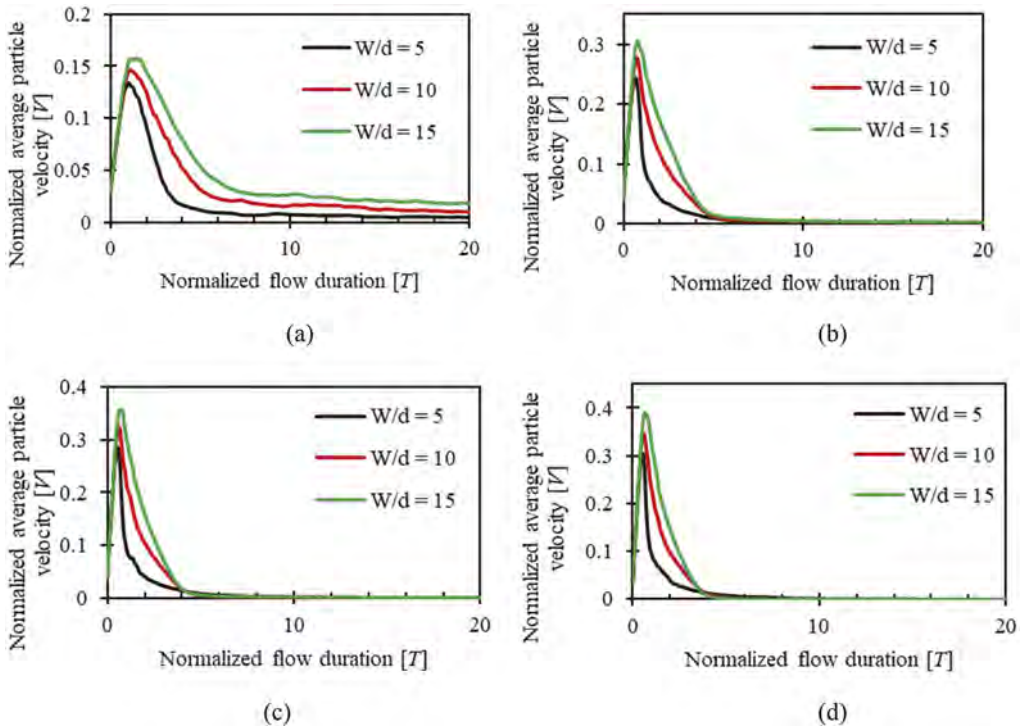 Normalized average particle
velocity [V]
0.2
0.15
0.1
0.05
0
W/d = 5
W/d = 10
W/d = 15
0
10
20
Normalized flow duration [T]
(a)
Normalized average particle
velocity [V]
0.3
0.2
0.1
0
W/d = 5
W/d = 10
W/d = 15
0
10
20
Normalized flow duration [T]
(b)
Normalized average particle
velocity [V]
0.4
0.3
0.2
0.1
0
W/d = 5
W/d = 10
W/d = 15
0
10
20
Normalized flow duration [T]
(c)
Normalized average particle
velocity [V]
0.4
0.3
0.2
0.1
0
W/d = 5
W/d = 10
W/d = 15
0
10
20
Normalized flow duration [T]
(d)